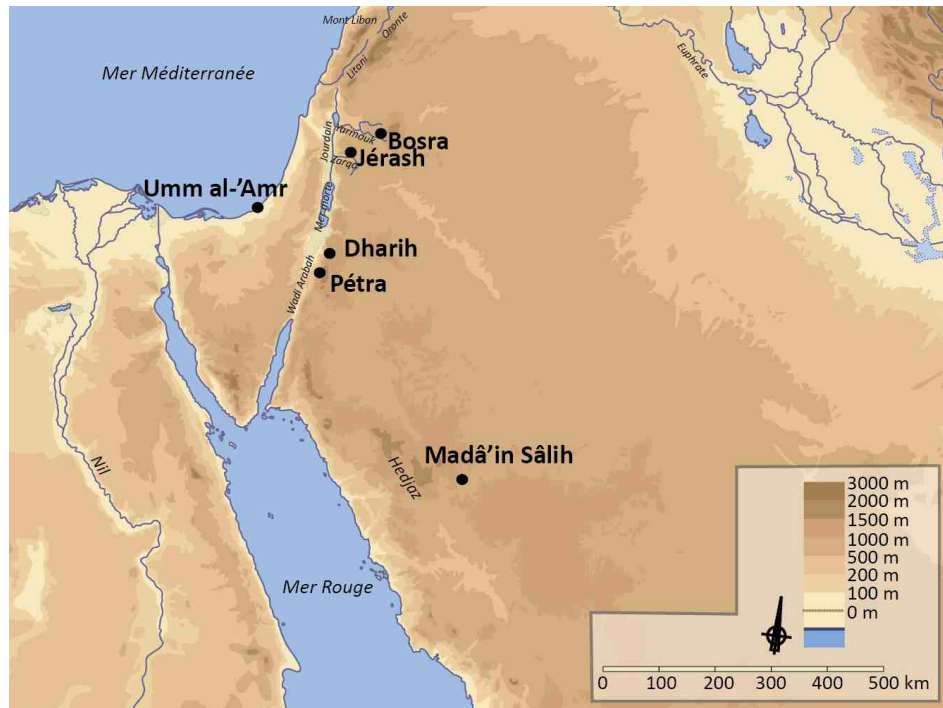 Mont Liban
Oronte
Litani
Euphrate
Mer Méditerranée
Jourdain
Yarmouk
Bosra
Jérash
Zarqa
Umm al-’Amr
Mer morte
Dharih
Pétra
Wadi Arabah
Nil
Hedjaz
Madâ’in Sâlih
Mer Rouge
3000 m
2000 m
1500 m
1000 m
500 m
200 m
100 m
0 m
0 100 200 300 400 500 km